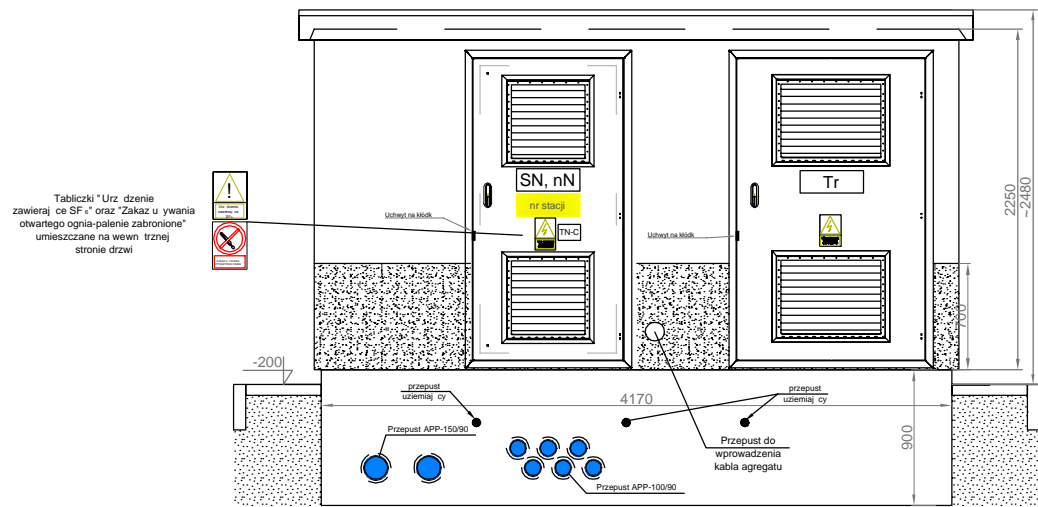 SN, nN
nr stacji
TN-C
Tr
Tabliczki "Urz dzenie
zawieraj ce SF 6" oraz "Zakaz u ywania
otwartego ognia-palenie zabronione"
umieszczane na wewn trznej
stronie drzwi
Uchwyt na kłódk
Uchwyt na kłódk
2250
~2480
700
-200
przepust
uziemiaj cy
4170
przepust
uziemiaj cy
900
Przepust APP-150/90
Przepust do
wprowadzenia
kabla agregatu
Przepust APP-100/90